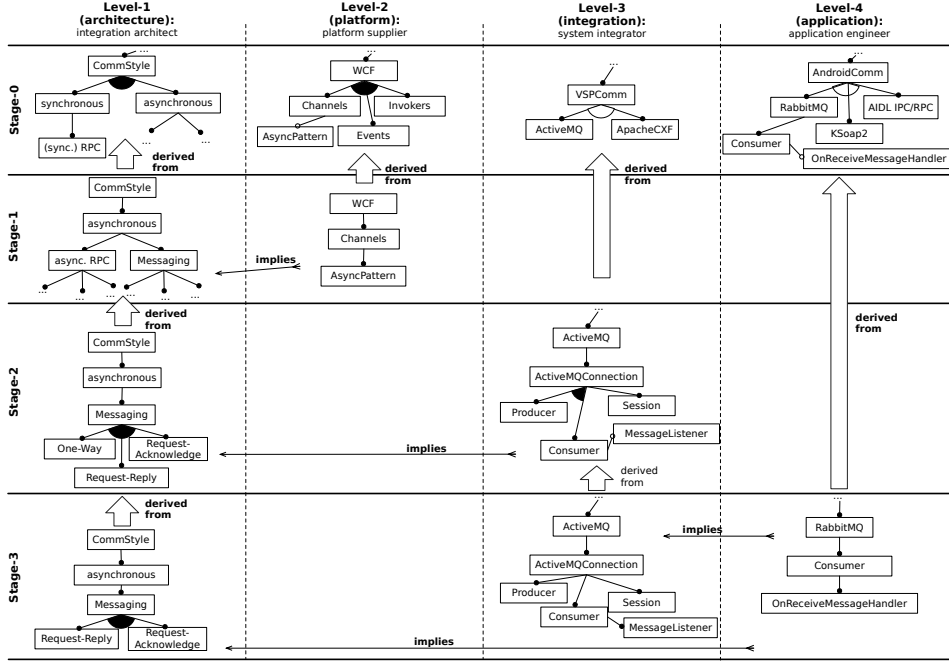 Level-1
(architecture):
integration architect
Level-2
(platform):
platform supplier
Level-3
(integration):
system integrator
Level-4
(application):
application engineer
Stage-0
...
CommStyle
synchronous
asynchronous
(sync.) RPC
...
...
derived
from
...
WCF
Channels
Invokers
AsyncPattern
Events
derived
from
...
VSPComm
ActiveMQ
ApacheCXF
derived
from
...
AndroidComm
RabbitMQ
AIDL IPC/RPC
KSoap2
Consumer
OnReceiveMessageHandler
Stage-1
CommStyle
asynchronous
async. RPC
Messaging
...
...
...
...
...
...
derived
from
WCF
Channels
AsyncPattern
implies
derived
from
Stage-2
CommStyle
asynchronous
Messaging
One-Way
Request-
Acknowledge
Request-Reply
derived
from
implies
...
ActiveMQ
ActiveMQConnection
Producer
Session
Consumer
MessageListener
derived
from
Stage-3
CommStyle
asynchronous
Messaging
Request-Reply
Request-
Acknowledge
...
ActiveMQ
ActiveMQConnection
Producer
Session
Consumer
MessageListener
implies
...
RabbitMQ
Consumer
OnReceiveMessageHandler
implies